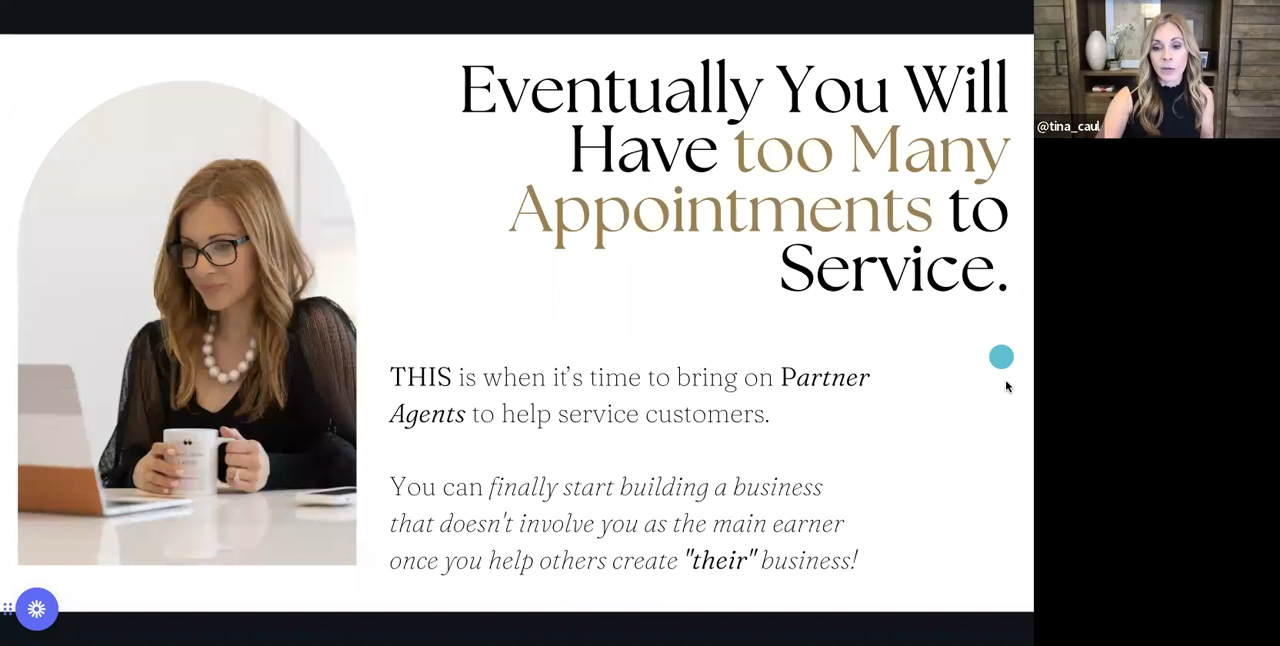 Eventually You Will
Have too Many
Appointments to
Service.
THIS is when it’s time to bring on Partner
Agents to help service customers.
You can finally start building a business
that doesn't involve you as the main earner
once you help others create "their" business!
@tina_caul